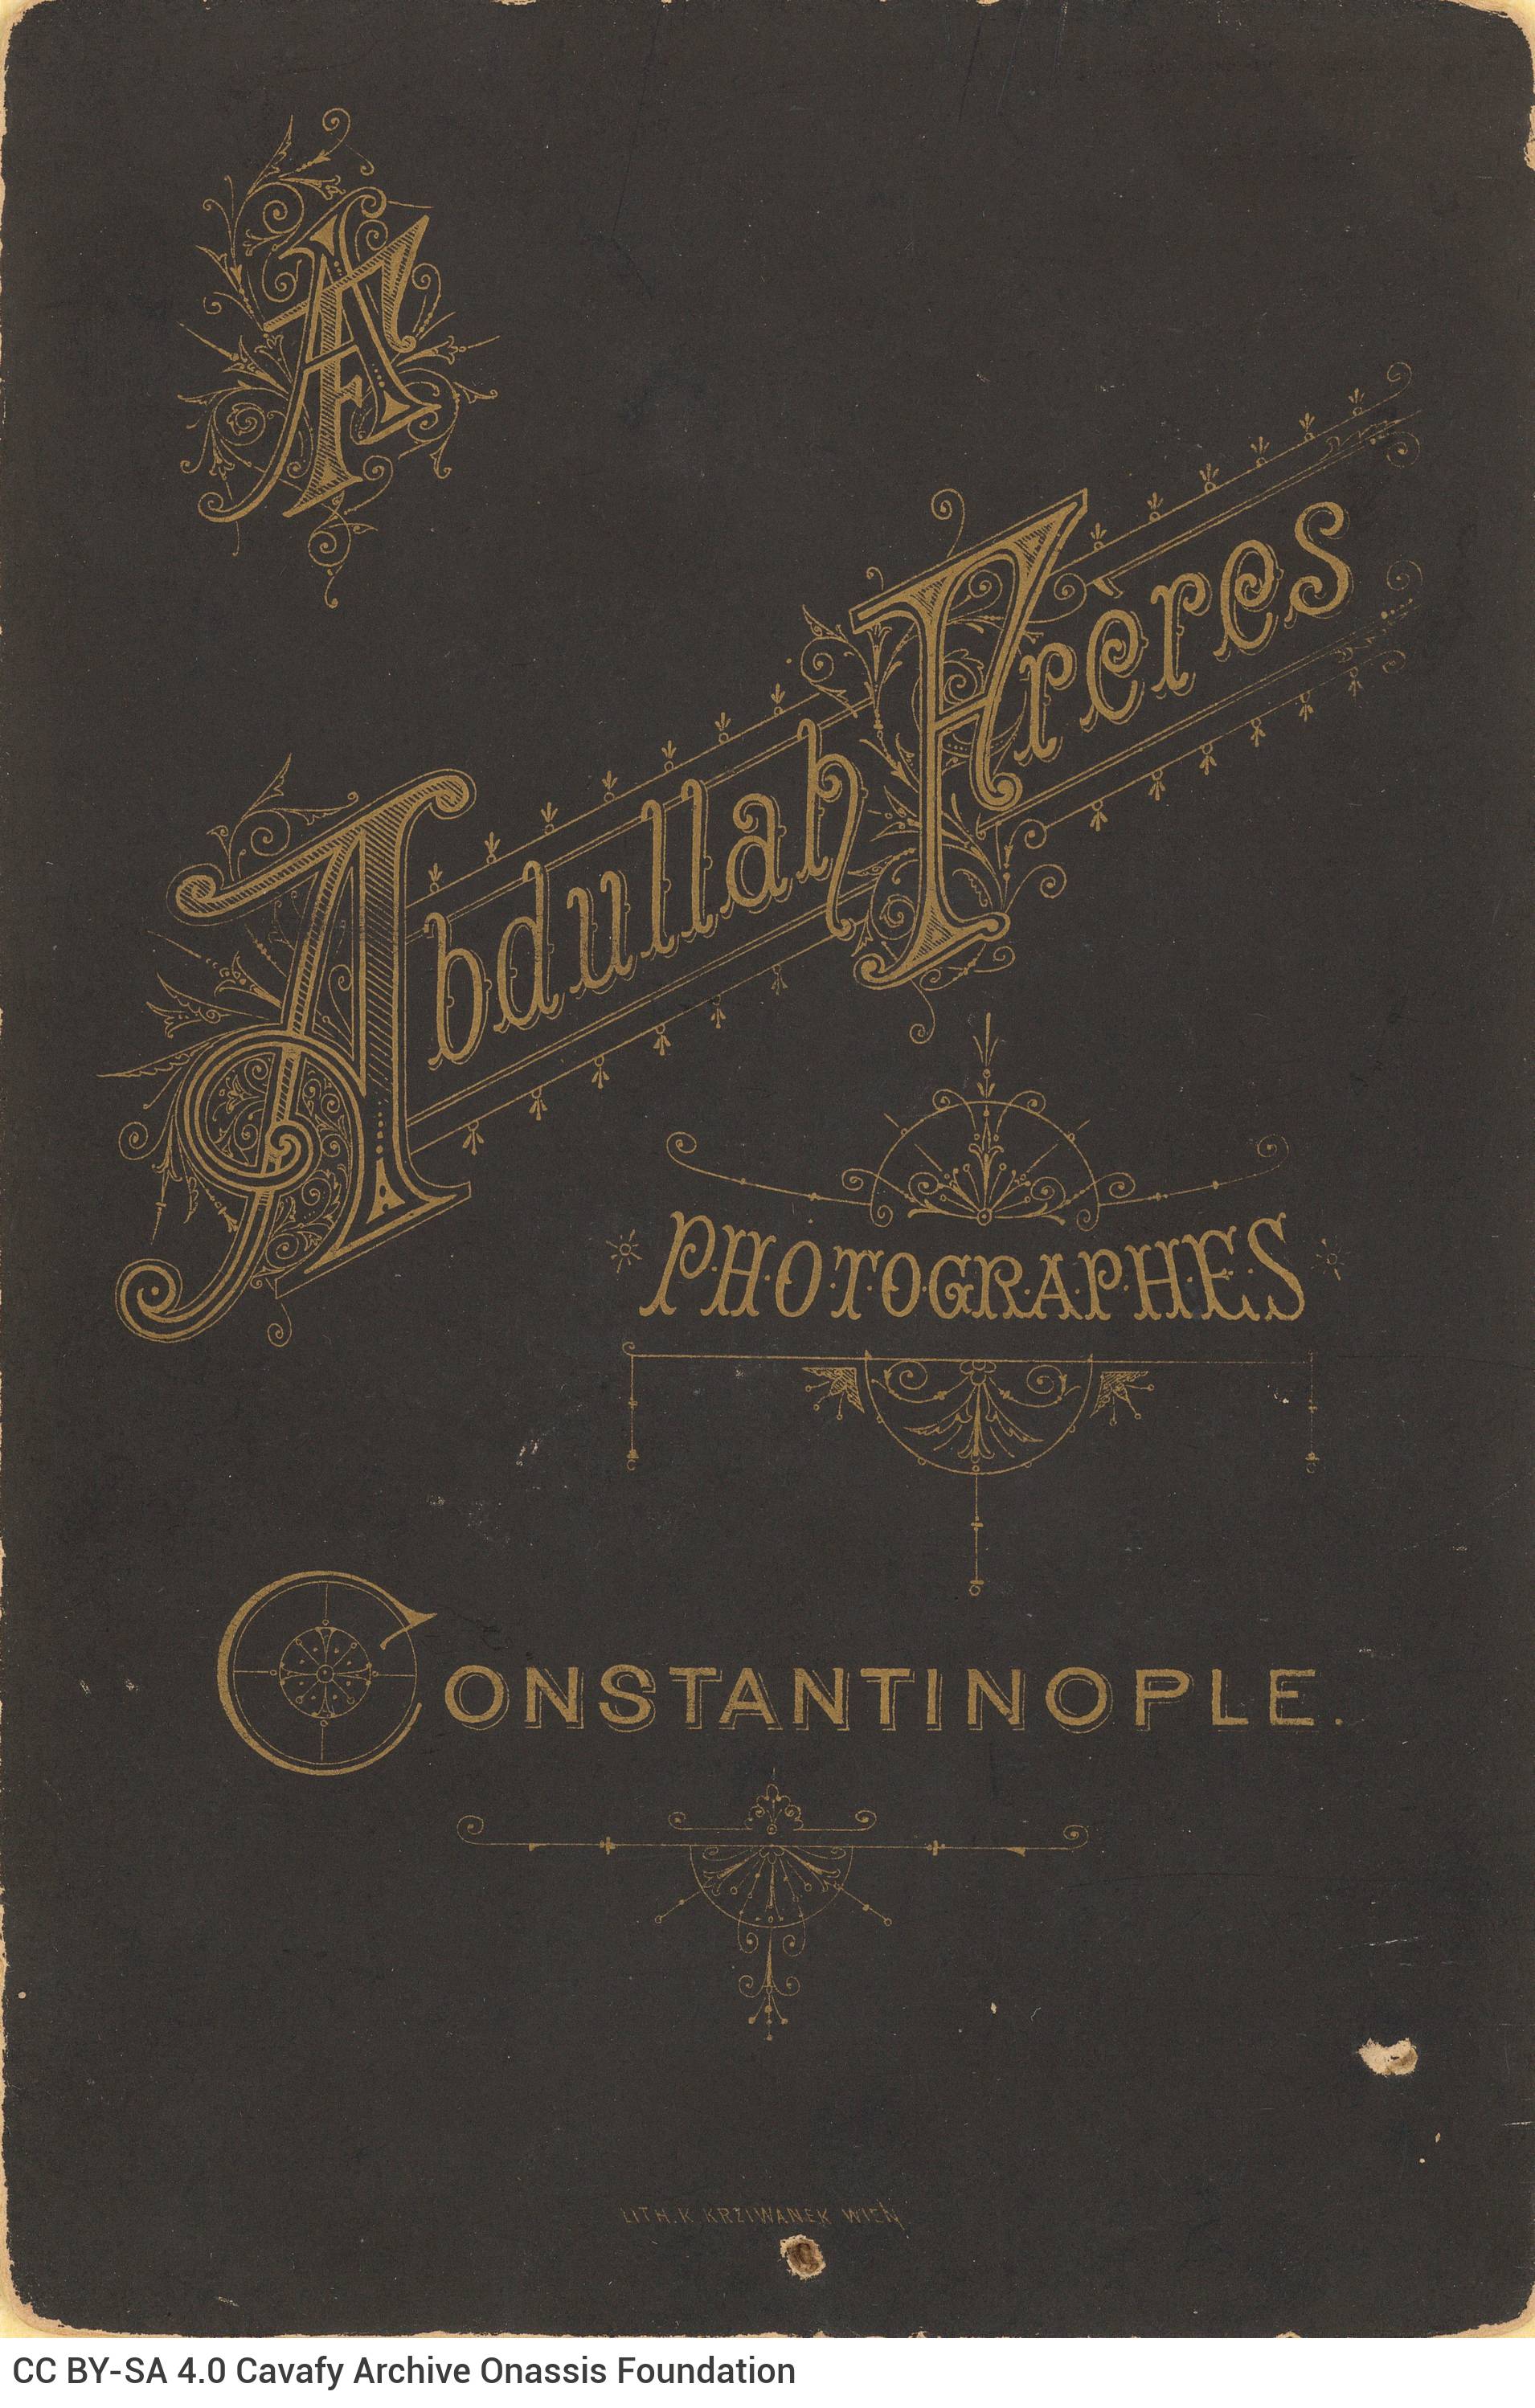 AF
Abdullah Frères
PHOTOGRAPHES
CONSTANTINOPLE.
LITH. K KRZIWANEK WIEN
CC BY-SA 4.0 Cavafy Archive Onassis Foundation